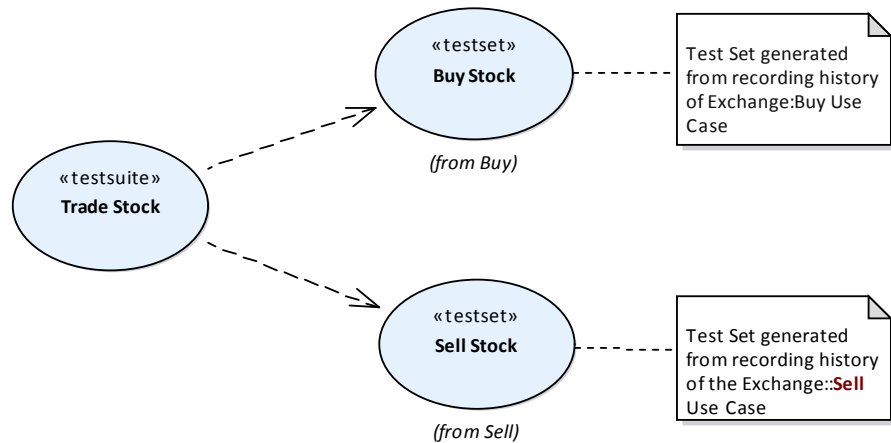 «testset»
Buy Stock
(from Buy)
Test Set generated
from recording history
of Exchange:Buy Use
Case
«testsuite»
Trade Stock
«testset»
Sell Stock
(from Sell)
Test Set generated
from recording history
of the Exchange::Sell
Use Case